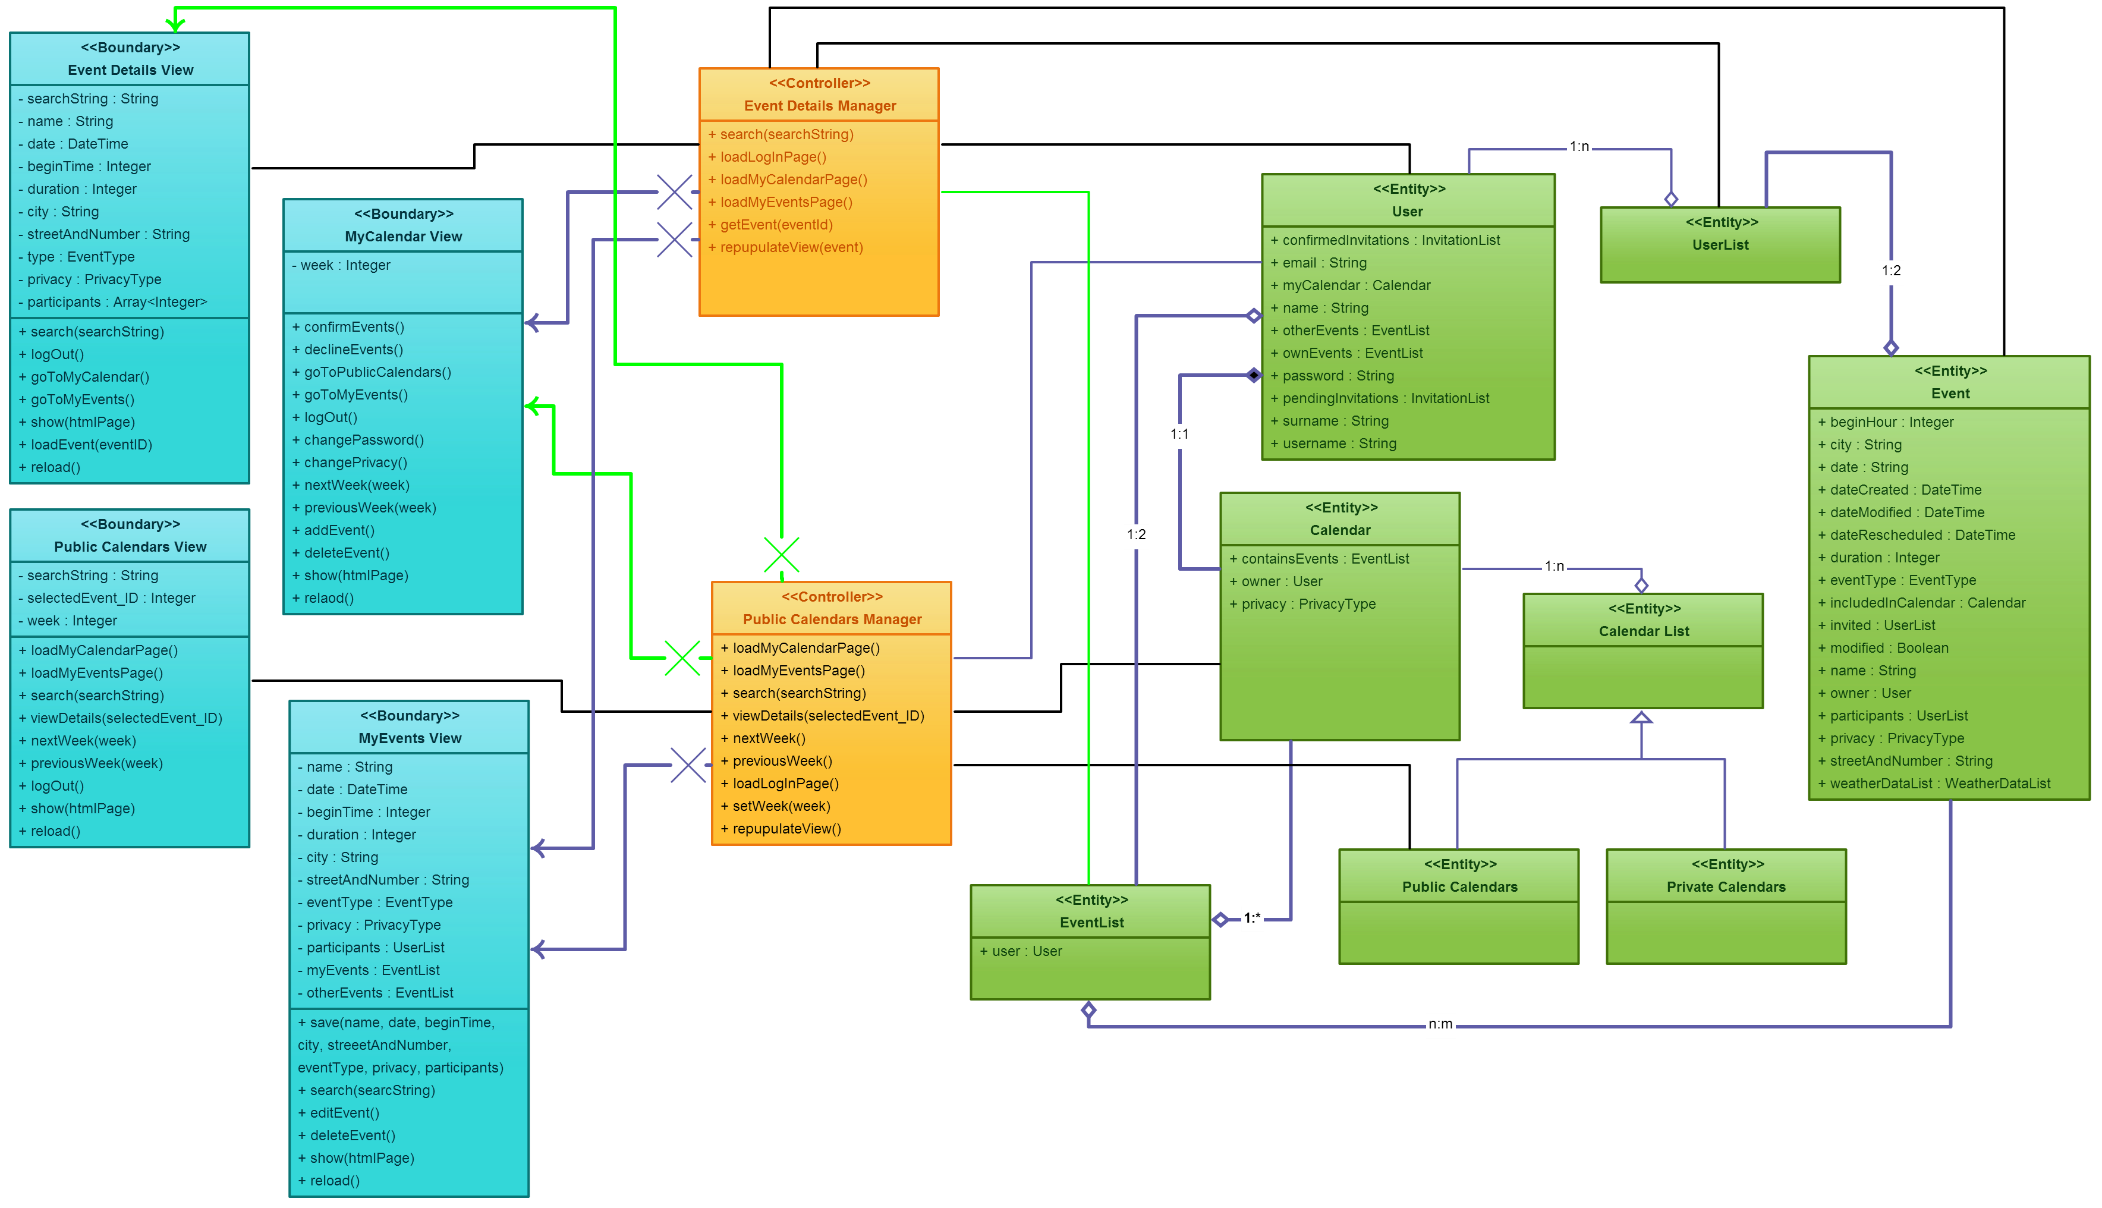 <<Boundary>>
Event Details View
- searchString : String
- name : String
- date : DateTime
- beginTime : Integer
- duration : Integer
- city : String
- streetAndNumber : String
- type : EventType
- privacy : PrivacyType
- participants : Array<Integer>
+ search(searchString)
+ logOut()
+ goToMyCalendar()
+ goToMyEvents()
+ show(htmlPage)
+ loadEvent(eventID)
+ reload()
<<Boundary>>
Public Calendars View
- searchString : String
- selectedEvent_ID : Integer
- week : Integer
+ loadMyCalendarPage()
+ loadMyEventsPage()
+ search(searchString)
+ viewDetails(selectedEvent_ID)
+ nextWeek(week)
+ previousWeek(week)
+ logOut()
+ show(htmlPage)
+ reload()
<<Boundary>>
MyCalendar View
- week : Integer
+ confirmEvents()
+ declineEvents()
+ goToPublicCalendars()
+ goToMyEvents()
+ logOut()
+ changePassword()
+ changePrivacy()
+ nextWeek(week)
+ previousWeek(week)
+ addEvent()
+ deleteEvent()
+ show(htmlPage)
+ relaod()
<<Boundary>>
MyEvents View
- name : String
- date : DateTime
- beginTime : Integer
- duration : Integer
- city : String
- streetAndNumber : String
- eventType : EventType
- privacy : PrivacyType
- participants : UserList
- myEvents : EventList
- otherEvents : EventList
+ save(name, date, beginTime,
city, streeetAndNumber,
eventType, privacy, participants)
+ search(searcString)
+ editEvent()
+ deleteEvent()
+ show(htmlPage)
+ reload()
<<Controller>>
Event Details Manager
+ search(searchString)
+ loadLogInPage()
+ loadMyCalendarPage()
+ loadMyEventsPage()
+ getEvent(eventId)
+ repupulateView(event)
<<Controller>>
Public Calendars Manager
+ loadMyCalendarPage()
+ loadMyEventsPage()
+ search(searchString)
+ viewDetails(selectedEvent_ID)
+ nextWeek()
+ previousWeek()
+ loadLogInPage()
+ setWeek(week)
+ repupulateView()
<<Entity>>
User
+ confirmedInvitations : InvitationList
+ email : String
+ myCalendar : Calendar
+ name : String
+ otherEvents : EventList
+ ownEvents : EventList
+ password : String
+ pendingInvitations : InvitationList
+ surname : String
+ username : String
1:n
<<Entity>>
UserList
1:2
1:1
1:2
<<Entity>>
Calendar
+ containsEvents : EventList
+ owner : User
+ privacy : PrivacyType
1:n
<<Entity>>
Calendar List
<<Entity>>
Event
+ beginHour : Integer
+ city : String
+ date : String
+ dateCreated : DateTime
+ dateModified : DateTime
+ dateRescheduled : DateTime
+ duration : Integer
+ eventType : EventType
+ includedInCalendar : Calendar
+ invited : UserList
+ modified : Boolean
+ name : String
+ owner : User
+ participants : UserList
+ privacy : PrivacyType
+ streetAndNumber : String
+ weatherDataList : WeatherDataList
<<Entity>>
Public Calendars
<<Entity>>
Private Calendars
<<Entity>>
EventList
+ user : User
1:*
n:m